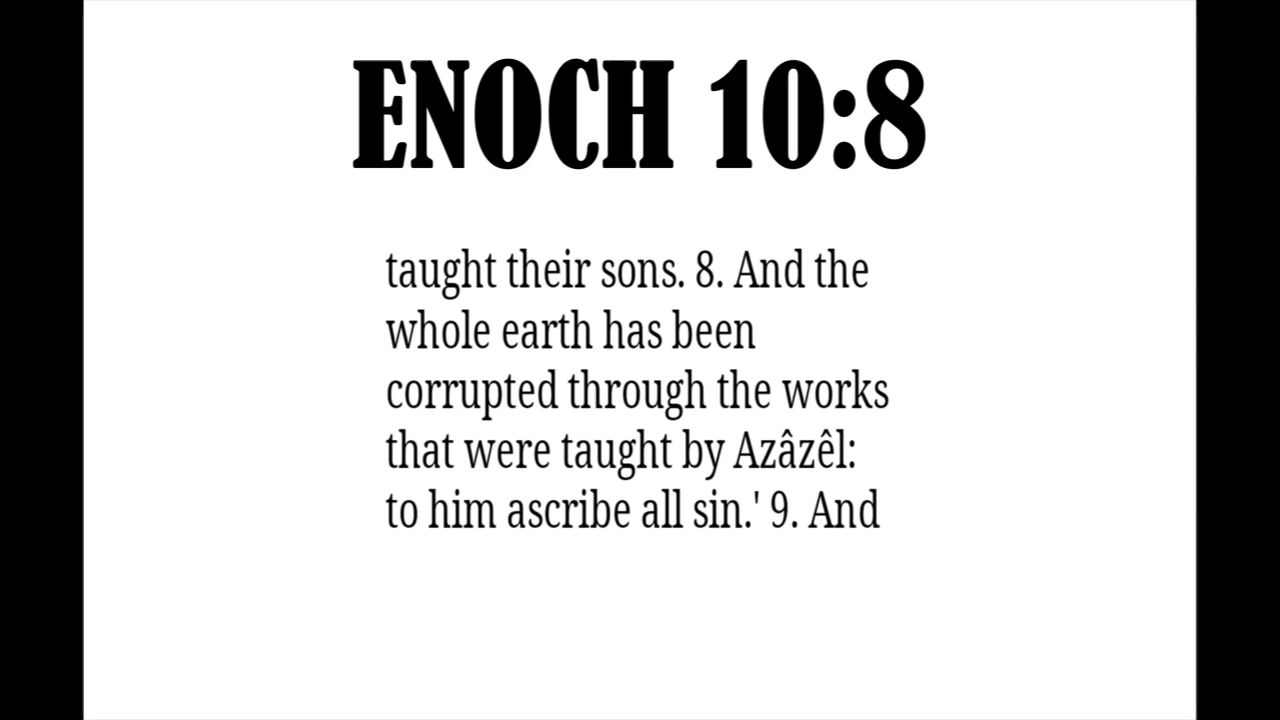 ENOCH 10:8
taught their sons. 8. And the
whole earth has been
corrupted through the works
that were taught by Azâzêl:
to him ascribe all sin.' 9. And